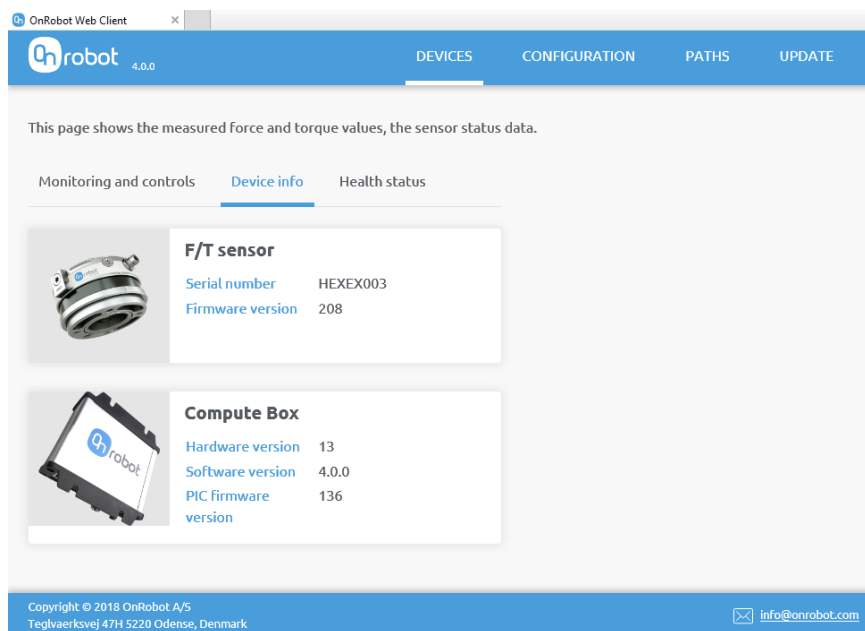 OnRobot Web Client
OnRobot
4.0.0
DEVICES CONFIGURATION PATHS UPDATE
This page shows the measured force and torque values, the sensor status data.
Monitoring and controls Device info Health status
F/T sensor
Serial number HEXEX003
Firmware version 208
Compute Box
Hardware version 13
Software version 4.0.0
PIC firmware version 136
OnRobot
Copyright © 2018 OnRobot A/S
Teglvaerksvej 47H 5220 Odense, Denmark
info@onrobot.com